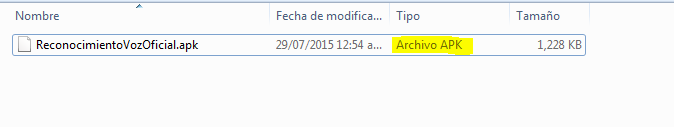 Nombre Fecha de modifica... Tipo Tamaño
ReconocimientoVozOficial.apk 29/07/2015 12:54 a... Archivo APK 1,228 KB